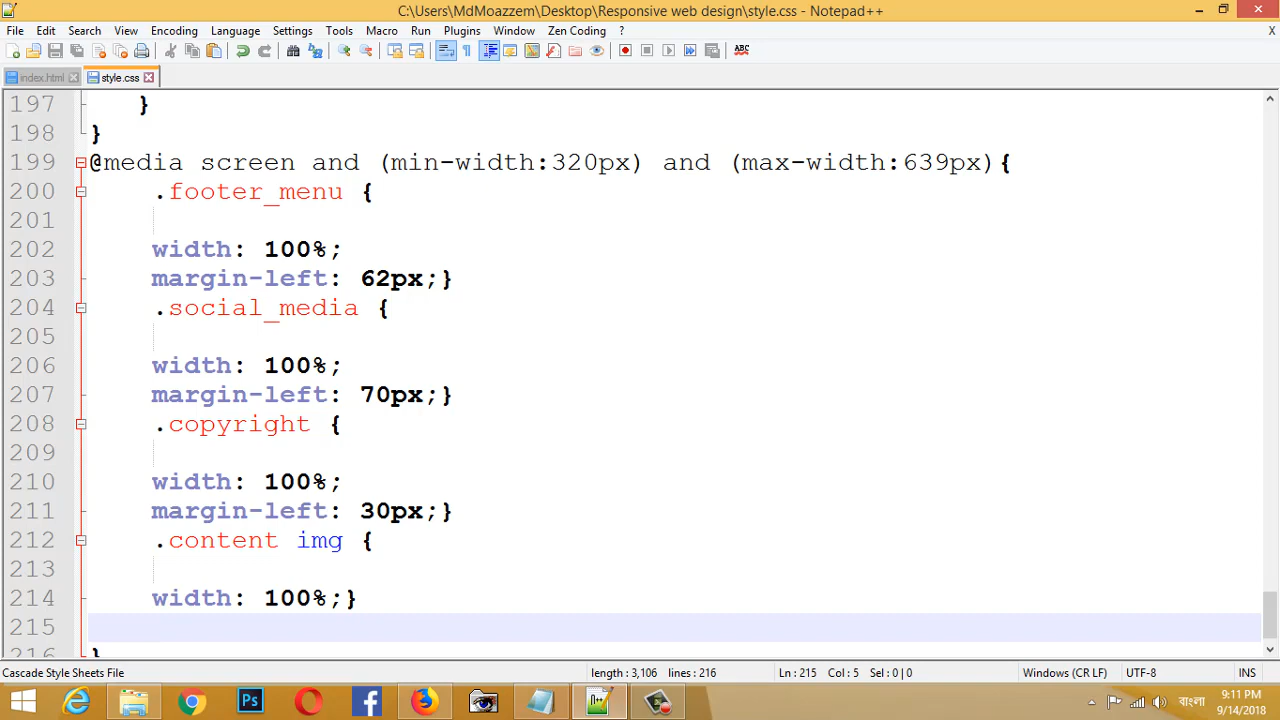 C:\Users\MdMoazzem\Desktop\Responsive web design\style.css - Notepad++
File Edit Search View Encoding Language Settings Tools Macro Run Plugins Window Zen Coding ? X
ABC
index.html style.css
197 }
198 }
199 @media screen and (min-width:320px) and (max-width:639px){
200 .footer_menu {
201
202 width: 100%;
203 margin-left: 62px;}
204 .social_media {
205
206 width: 100%;
207 margin-left: 70px;}
208 .copyright {
209
210 width: 100%;
211 margin-left: 30px;}
212 .content img {
213
214 width: 100%;}
215
216 }
Cascade Style Sheets File length : 3,106 lines : 216 Ln : 215 Col : 5 Sel : 0 | 0 Windows (CR LF) UTF-8 INS
Ps
বাংলা
9:11 PM
9/14/2018